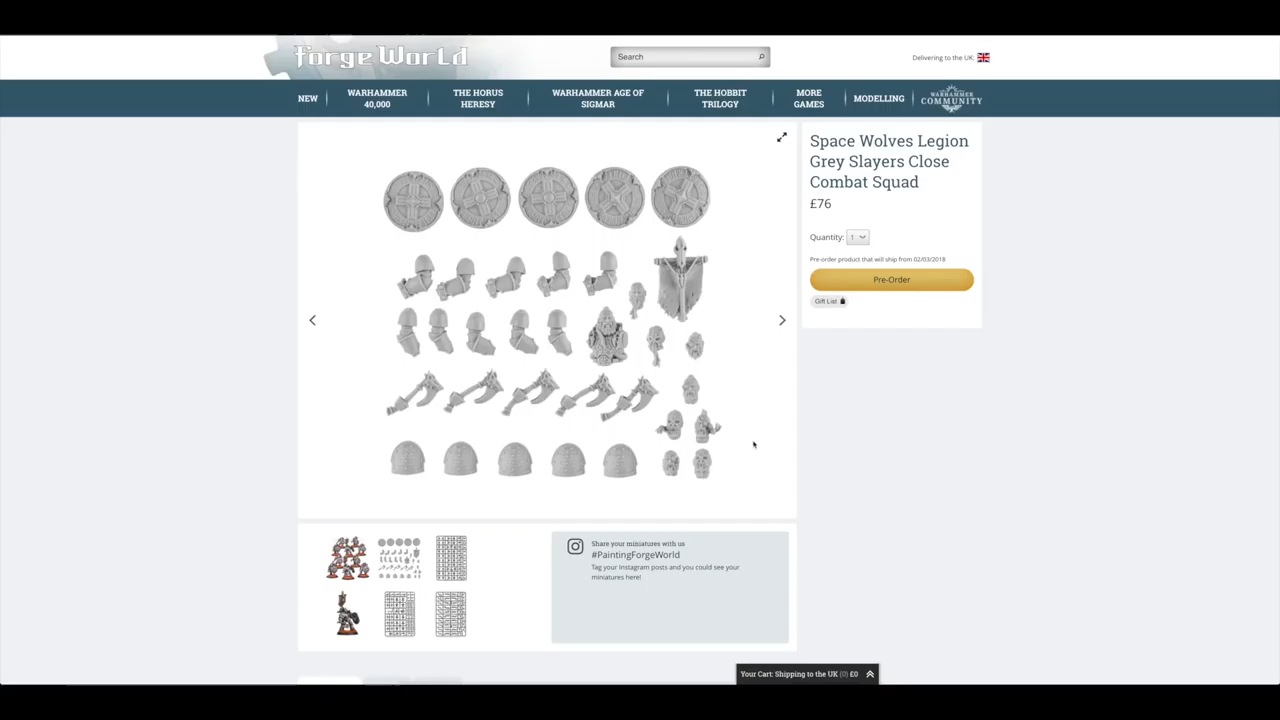 Forge World
Search
Delivering to the UK:
NEW
WARHAMMER
40,000
THE HORUS
HERESY
WARHAMMER AGE OF
SIGMAR
THE HOBBIT
TRILOGY
MORE
GAMES
MODELLING
WARHAMMER
COMMUNITY
Space Wolves Legion
Grey Slayers Close
Combat Squad
£76
Quantity: 1
Pre-order product that will ship from 02/03/2018
Pre-Order
Gift List
Share your miniatures with us
#PaintingForgeWorld
Tag your Instagram posts and you could see your
miniatures here!
Your Cart: Shipping to the UK (0) £0